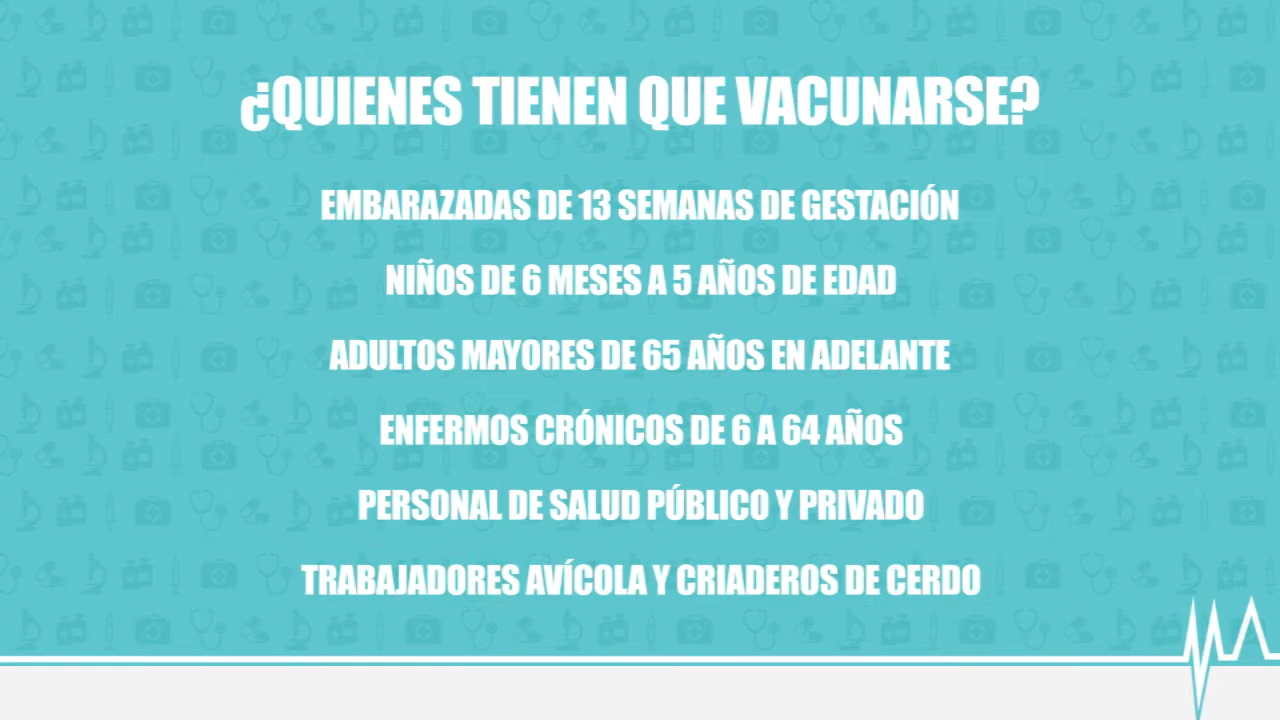 ¿QUIENES TIENEN QUE VACUNARSE?
EMBARAZADAS DE 13 SEMANAS DE GESTACIÓN
NIÑOS DE 6 MESES A 5 AÑOS DE EDAD
ADULTOS MAYORES DE 65 AÑOS EN ADELANTE
ENFERMOS CRÓNICOS DE 6 A 64 AÑOS
PERSONAL DE SALUD PÚBLICO Y PRIVADO
TRABAJADORES AVÍCOLA Y CRIADEROS DE CERDO